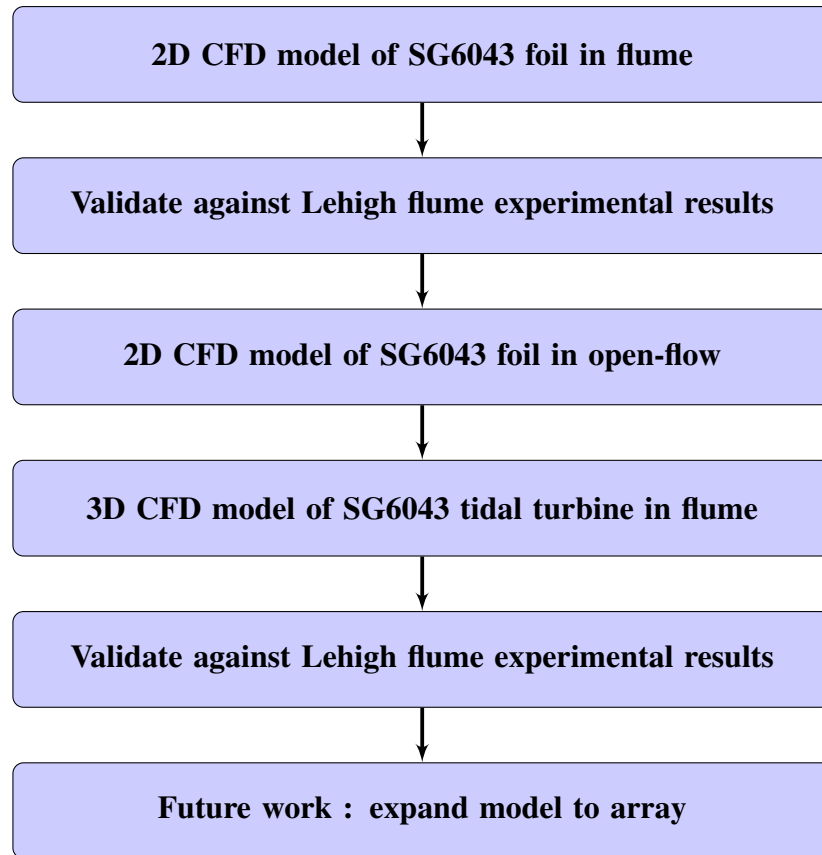 2D CFD model of SG6043 foil in flume
Validate against Lehigh flume experimental results
2D CFD model of SG6043 foil in open-flow
3D CFD model of SG6043 tidal turbine in flume
Validate against Lehigh flume experimental results
Future work : expand model to array